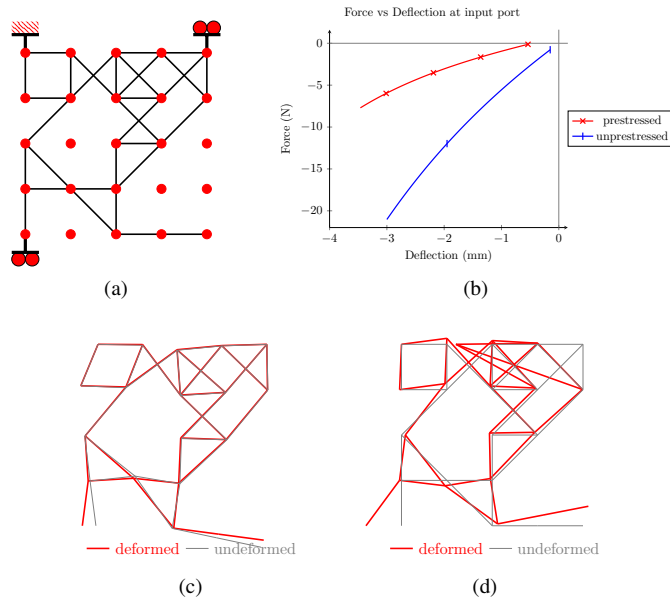 Force vs Deflection at input port
0
−5
−10
−15
−20
Force (N)
−4
−3
−2
−1
0
Deflection (mm)
prestressed
unprestressed
(a)
(b)
deformed
undeformed
deformed
undeformed
(c)
(d)